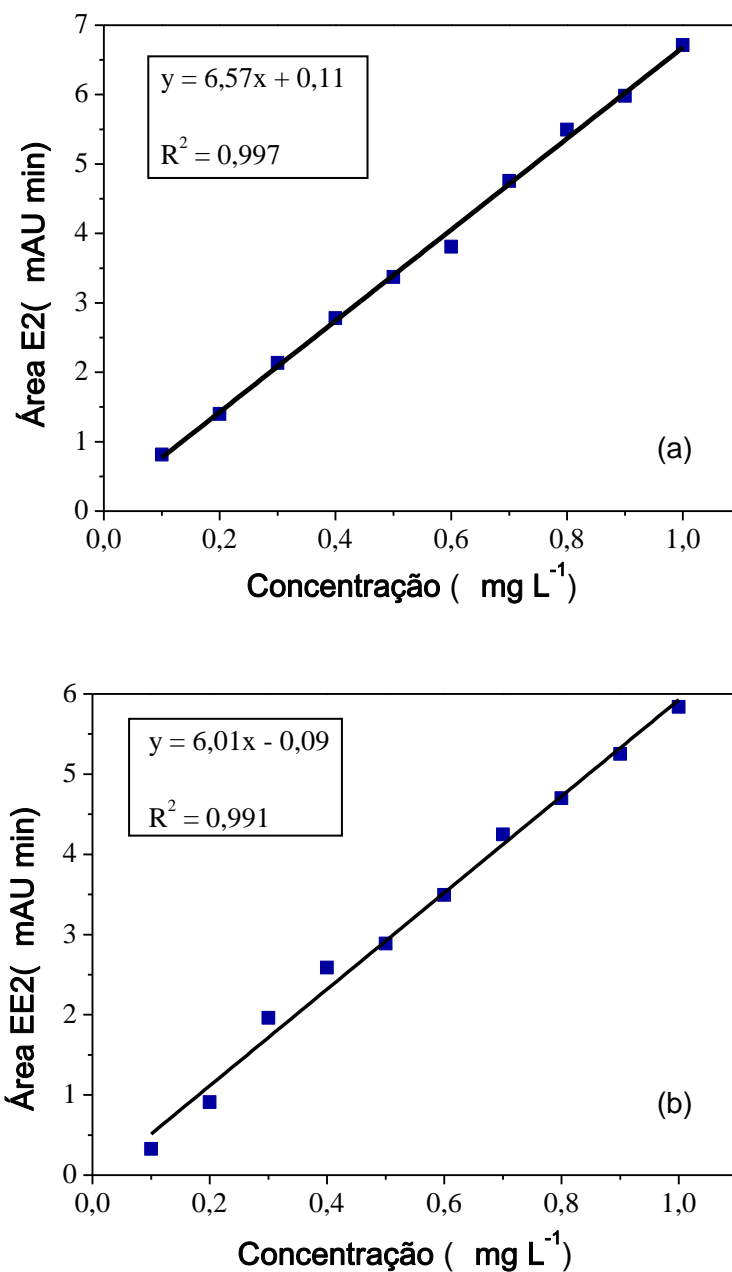 7
6
5
4
3
2
1
0
Área E2( mAU min)
y = 6,57x + 0,11
R² = 0,997
(a)
0,0 0,2 0,4 0,6 0,8 1,0
Concentração ( mg L⁻¹)
6
5
4
3
2
1
0
Área EE2( mAU min)
y = 6,01x - 0,09
R² = 0,991
(b)
0,0 0,2 0,4 0,6 0,8 1,0
Concentração ( mg L⁻¹)